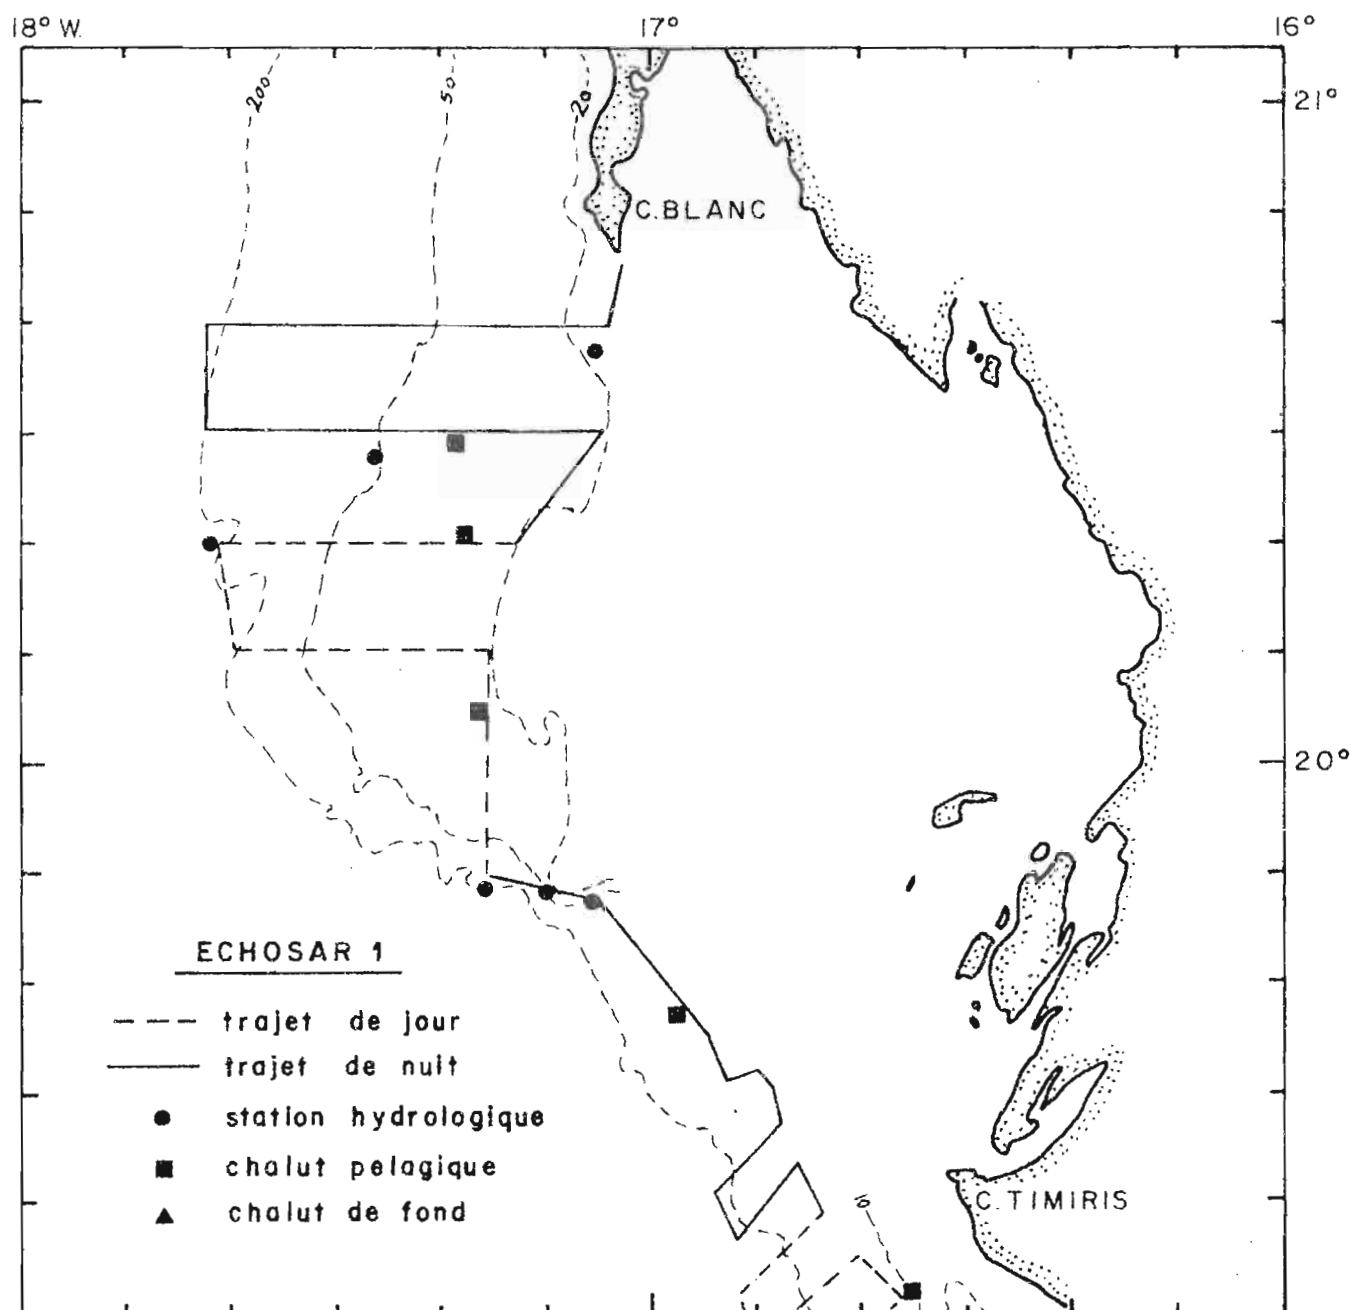 18° W.
17°
16°
200
50
20
21°
C.BLANC
20°
ECHOSAR 1
trajet de jour
trajet de nuit
station hydrologique
chalut pelagique
chalut de fond
C. TIMIRIS
10